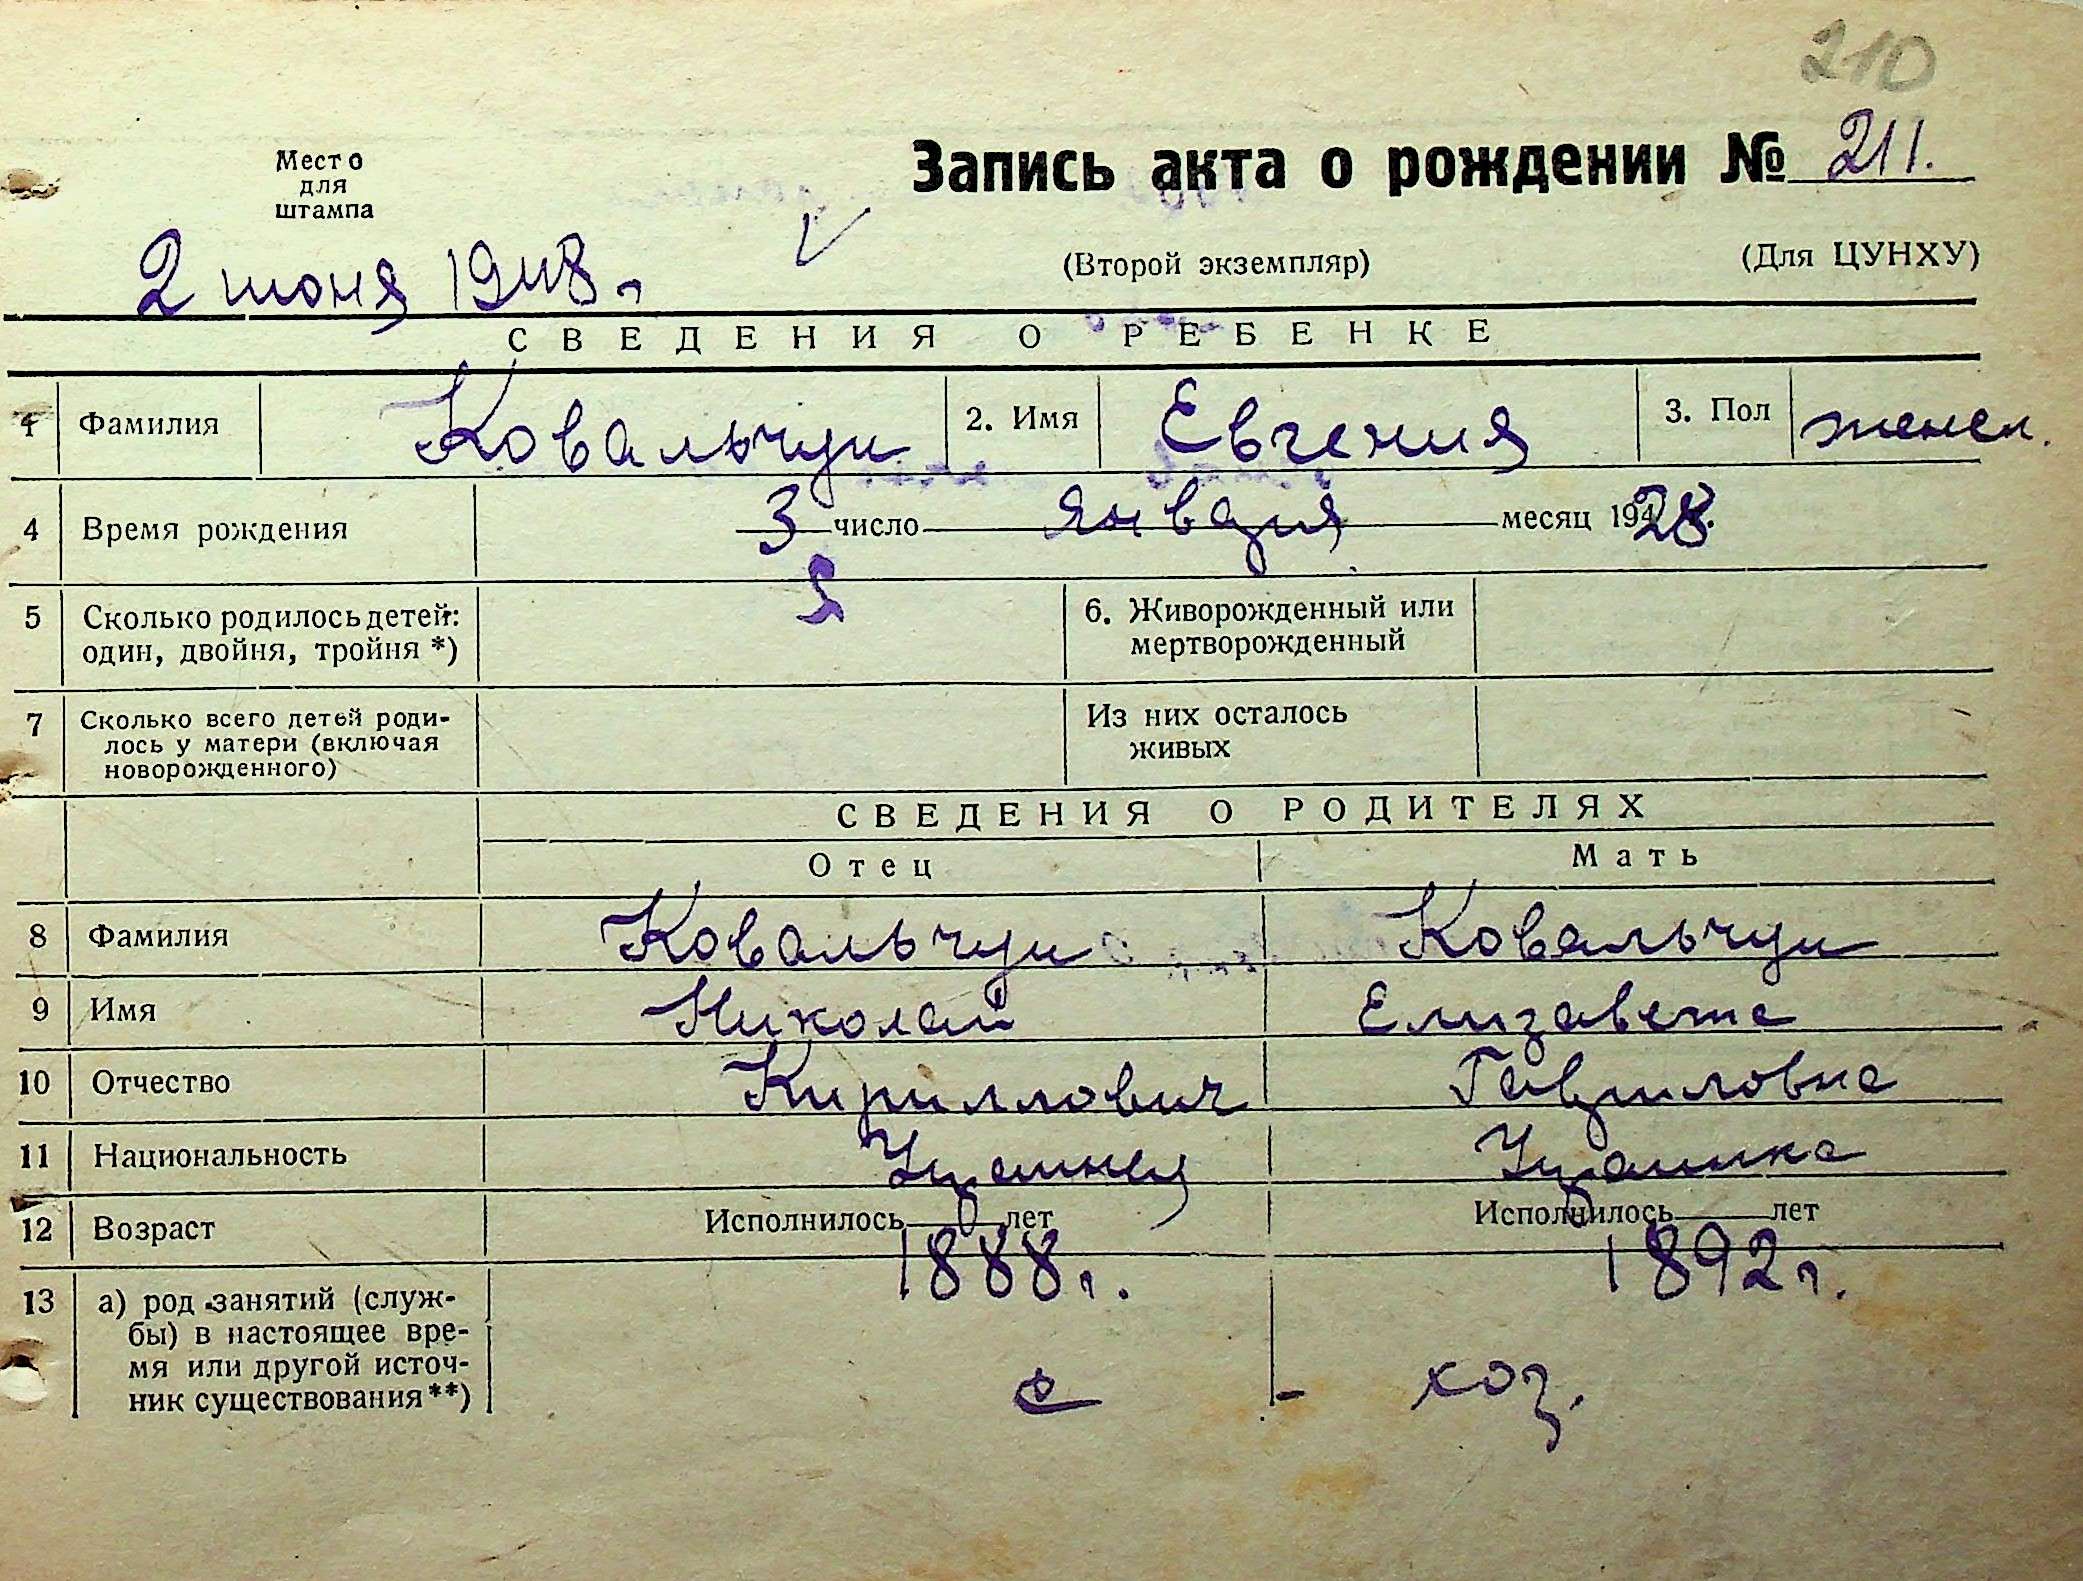 210
Место
для
штампа
Запись акта о рождении № 211.
(Второй экземпляр) (Для ЦУНХУ)
2 июня 1948 г.
СВЕДЕНИЯ О РЕБЕНКЕ
1 Фамилия Ковальчук 2. Имя Евгения 3. Пол женск.
4 Время рождения 3 число января месяц 1928
5 Сколько родилось детей:
один, двойня, тройня *)
6. Живорожденный или
мертворожденный
7 Сколько всего детей роди-
лось у матери (включая
новорожденного)
Из них осталось
живых
СВЕДЕНИЯ О РОДИТЕЛЯХ
Отец Мать
8 Фамилия Ковальчук Ковальчук
9 Имя Николай Елизавета
10 Отчество Кириллович Гавриловна
11 Национальность Украинец Украинка
12 Возраст Исполнилось лет Исполнилось лет
1888 г. 1892 г.
13 а) род занятий (служ-
бы) в настоящее вре-
мя или другой источ-
ник существования **)
с - хоз.